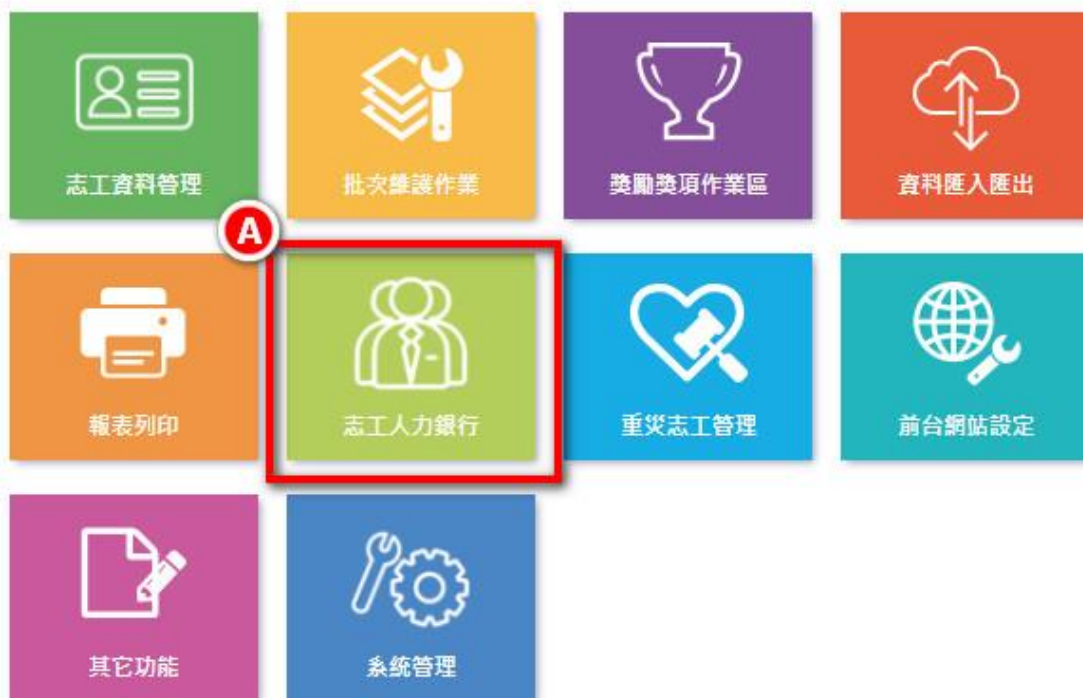 志工資料管理
批次維護作業
獎勵獎項作業區
資料匯入匯出
A
報表列印
志工人力銀行
重災志工管理
前台網站設定
其它功能
系統管理